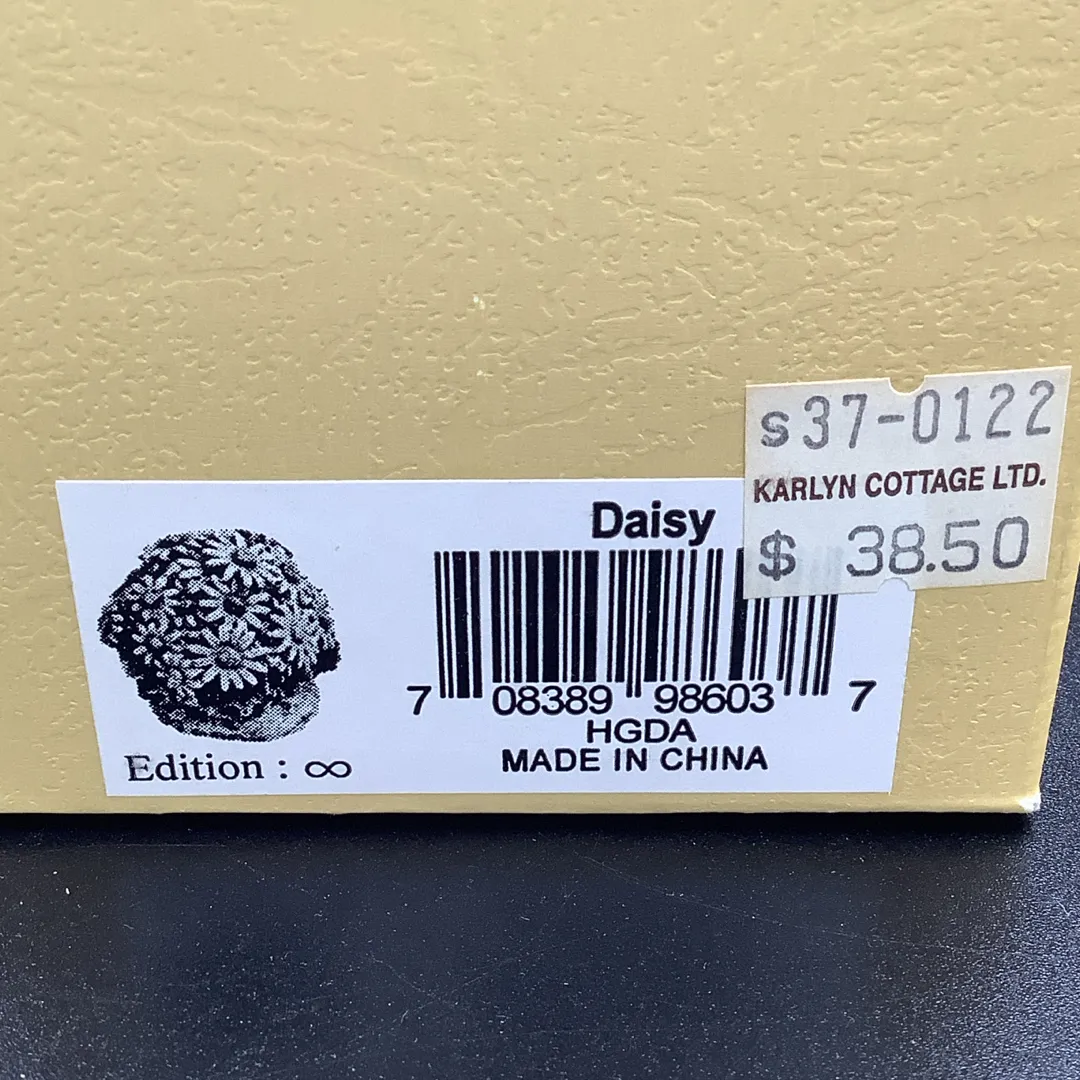 s37-0122
KARLYN COTTAGE LTD.
$ 38.50
Daisy
7 08389 98603 7
HGDA
MADE IN CHINA
Edition : ∞